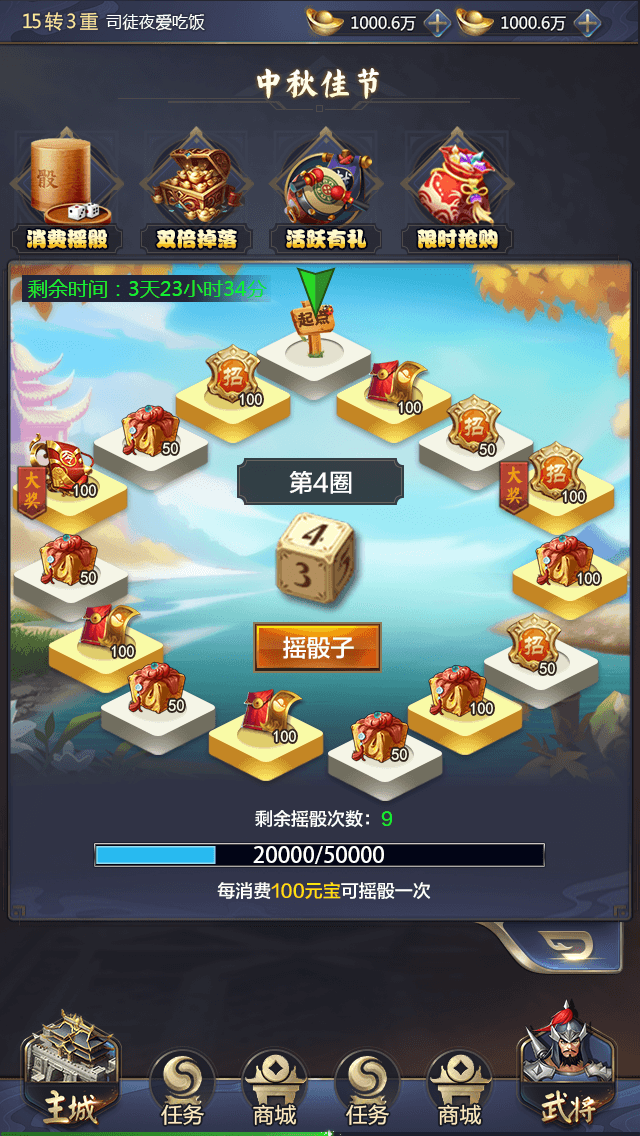 15转3重 司徒夜爱吃饭 1000.6万 1000.6万
中秋佳节
骰
消费摇骰 双倍掉落 活跃有礼 限时抢购
剩余时间：3天23小时34分
起点
招 100 100
50 招 50
大奖 100 大奖 招 100
第4圈
50 4 3 100
100 摇骰子 招 50
50 100
100 50
剩余摇骰次数：9
20000/50000
每消费100元宝可摇骰一次
主城 任务 商城 任务 商城 武将